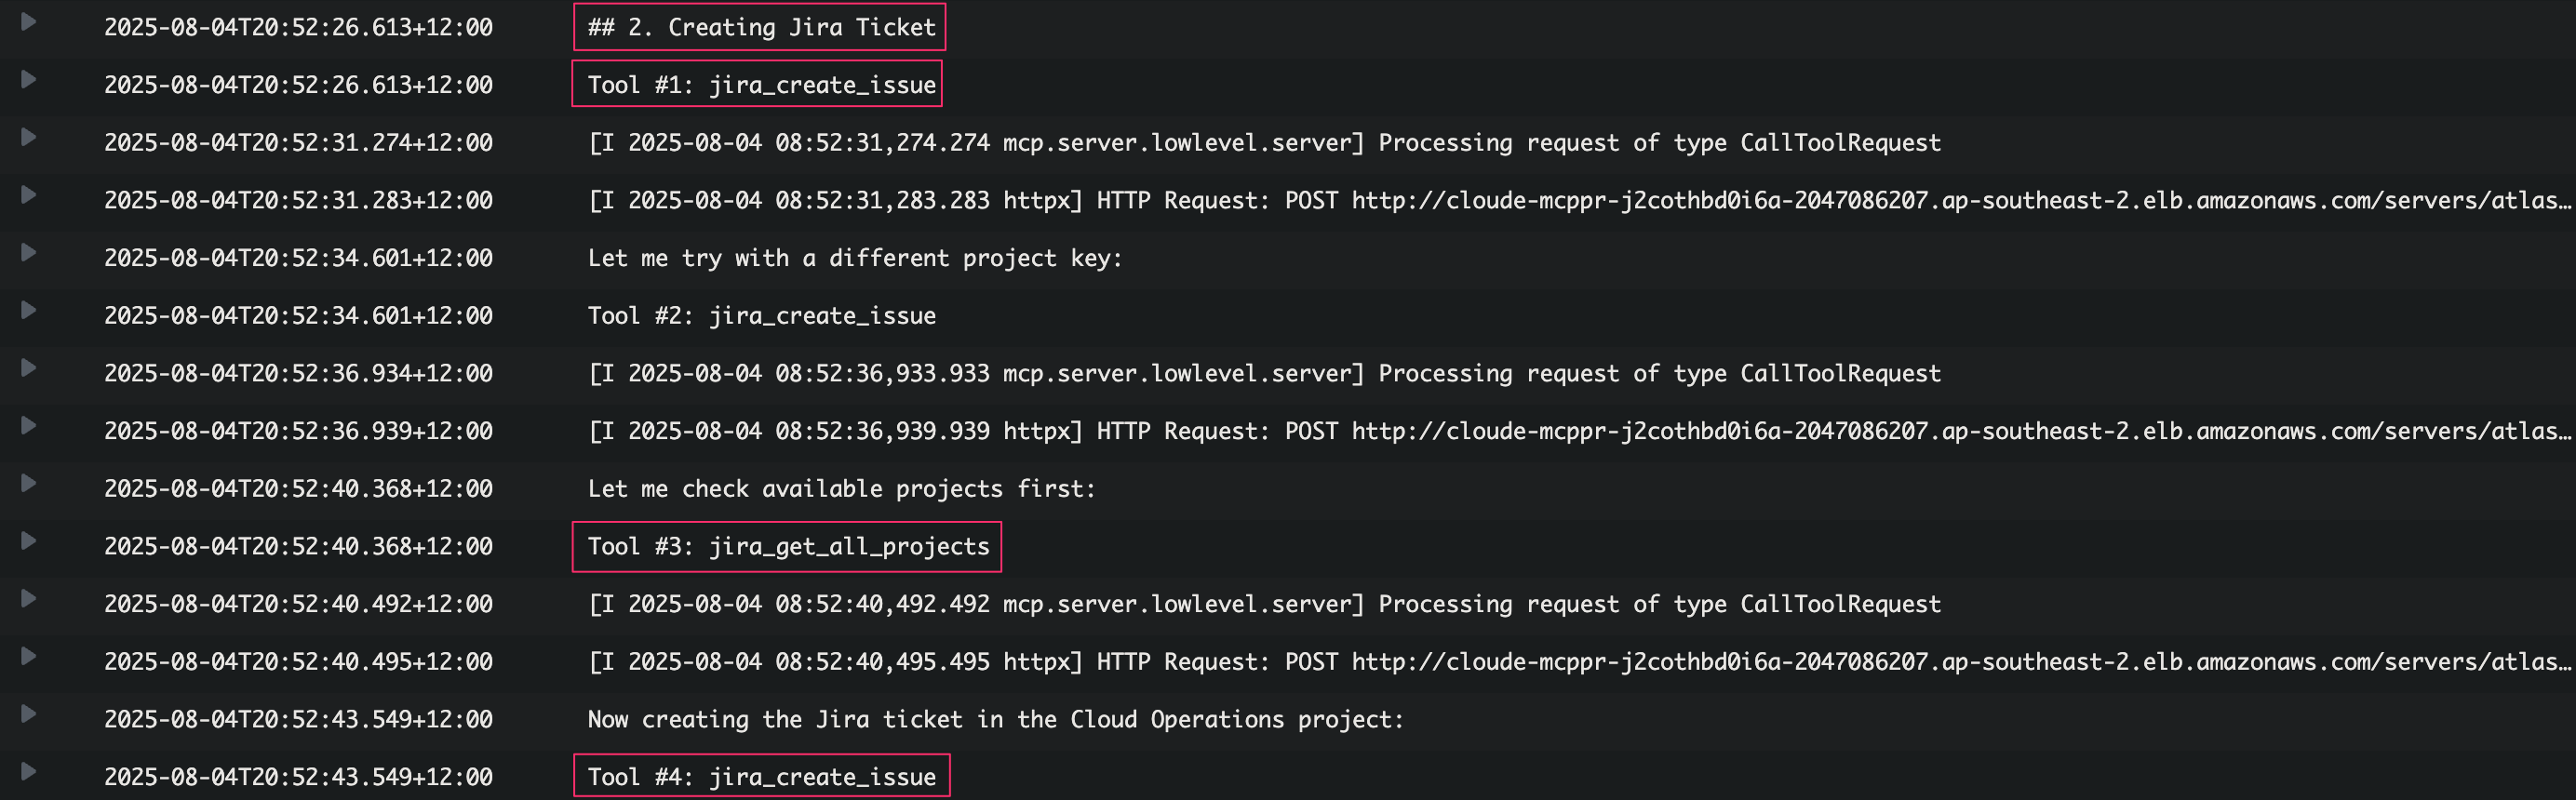 2025-08-04T20:52:26.613+12:00 ## 2. Creating Jira Ticket
2025-08-04T20:52:26.613+12:00 Tool #1: jira_create_issue
2025-08-04T20:52:31.274+12:00 [I 2025-08-04 08:52:31,274.274 mcp.server.lowlevel.server] Processing request of type CallToolRequest
2025-08-04T20:52:31.283+12:00 [I 2025-08-04 08:52:31,283.283 httpx] HTTP Request: POST http://cloude-mcppr-j2cothbd0i6a-2047086207.ap-southeast-2.elb.amazonaws.com/servers/atlas…
2025-08-04T20:52:34.601+12:00 Let me try with a different project key:
2025-08-04T20:52:34.601+12:00 Tool #2: jira_create_issue
2025-08-04T20:52:36.934+12:00 [I 2025-08-04 08:52:36,933.933 mcp.server.lowlevel.server] Processing request of type CallToolRequest
2025-08-04T20:52:36.939+12:00 [I 2025-08-04 08:52:36,939.939 httpx] HTTP Request: POST http://cloude-mcppr-j2cothbd0i6a-2047086207.ap-southeast-2.elb.amazonaws.com/servers/atlas…
2025-08-04T20:52:40.368+12:00 Let me check available projects first:
2025-08-04T20:52:40.368+12:00 Tool #3: jira_get_all_projects
2025-08-04T20:52:40.492+12:00 [I 2025-08-04 08:52:40,492.492 mcp.server.lowlevel.server] Processing request of type CallToolRequest
2025-08-04T20:52:40.495+12:00 [I 2025-08-04 08:52:40,495.495 httpx] HTTP Request: POST http://cloude-mcppr-j2cothbd0i6a-2047086207.ap-southeast-2.elb.amazonaws.com/servers/atlas…
2025-08-04T20:52:43.549+12:00 Now creating the Jira ticket in the Cloud Operations project:
2025-08-04T20:52:43.549+12:00 Tool #4: jira_create_issue